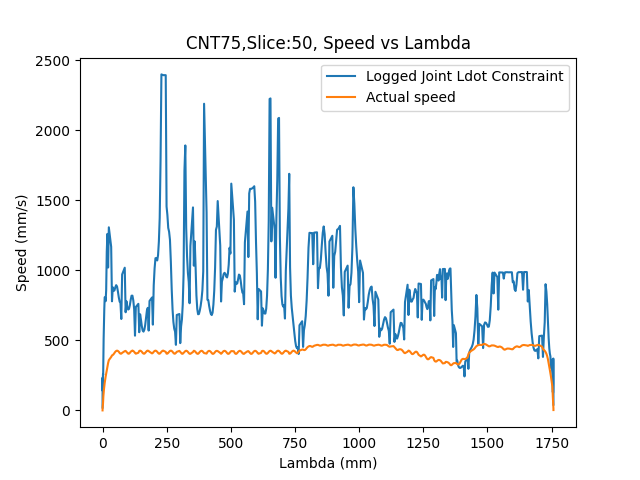 CNT75,Slice:50, Speed vs Lambda
Logged Joint Ldot Constraint
Actual speed
2500
2000
1500
1000
500
0
Speed (mm/s)
0 250 500 750 1000 1250 1500 1750
Lambda (mm)